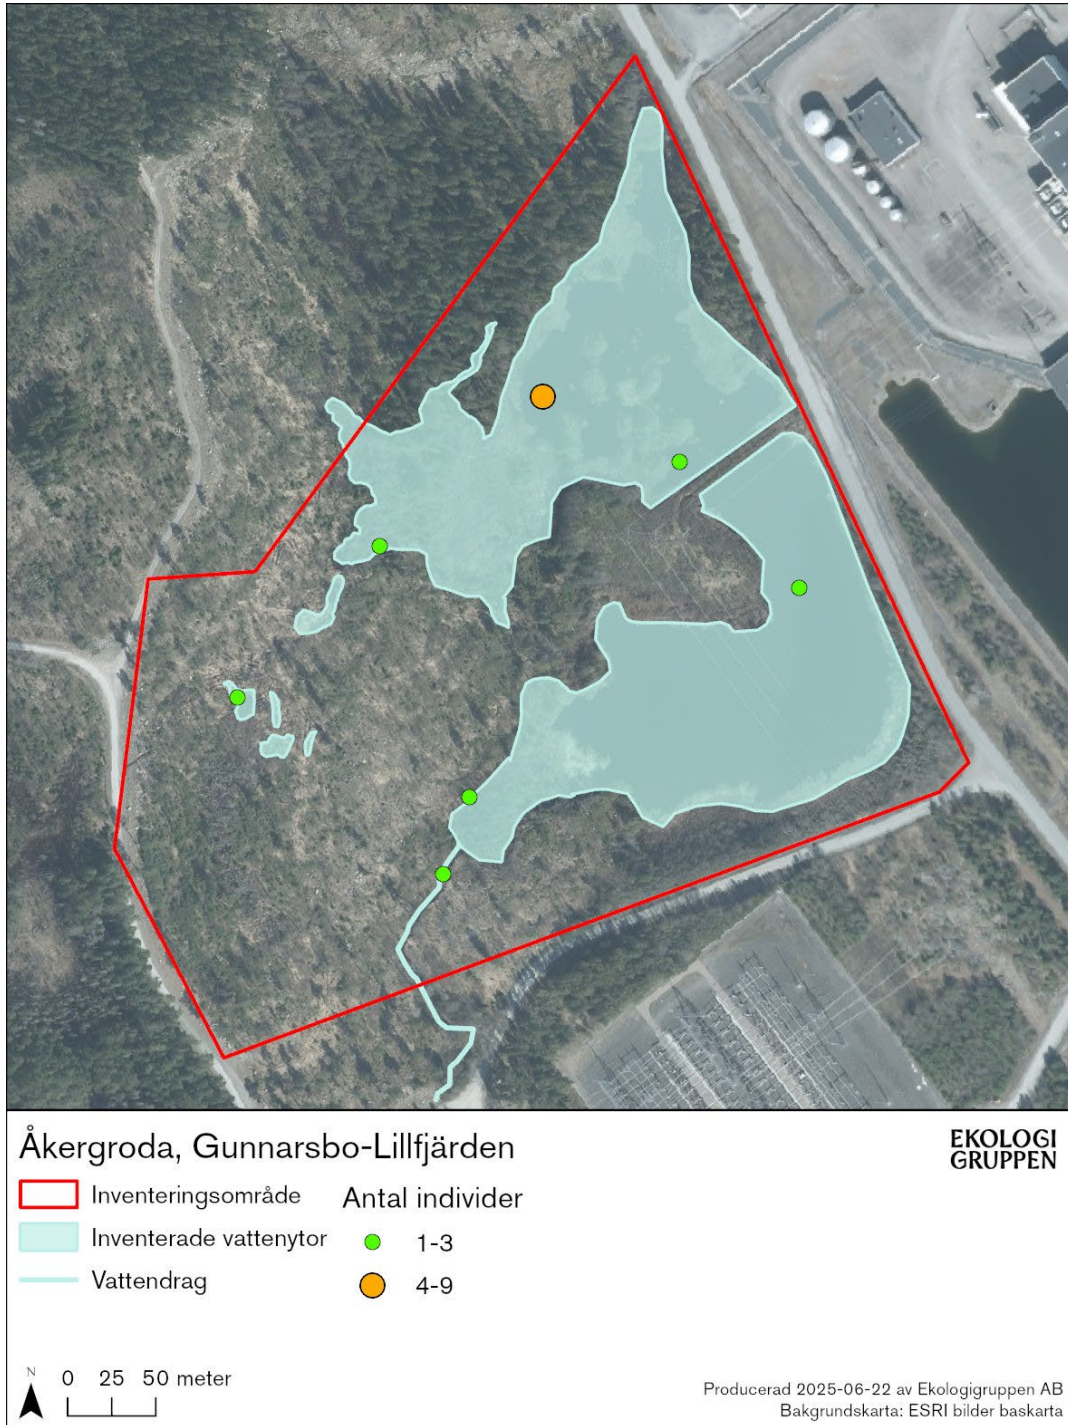 Åkergroda, Gunnarsbo-Lillfjärden
EKOLOGI
GRUPPEN
Inventeringsområde
Inventerade vattenytor
Vattendrag
Antal individer
1-3
4-9
N
0 25 50 meter
Producerad 2025-06-22 av Ekologigruppen AB
Bakgrundskarta: ESRI bilder baskarta